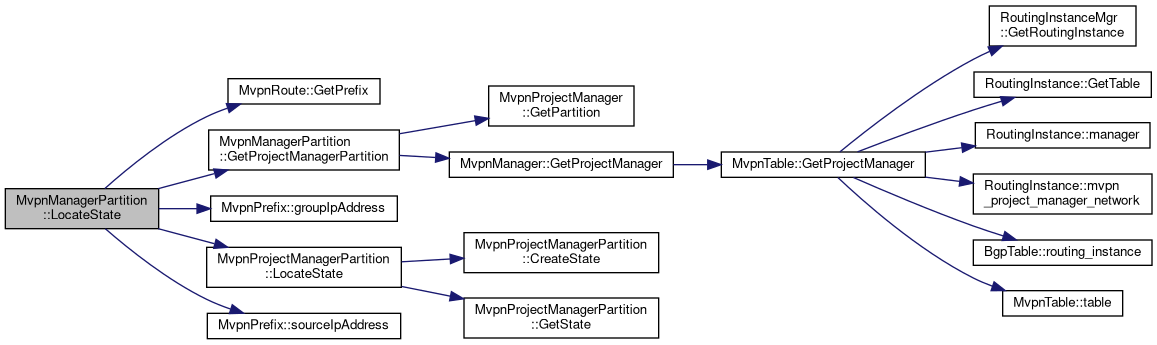 MvpnManagerPartition
::LocateState
MvpnRoute::GetPrefix
MvpnManagerPartition
::GetProjectManagerPartition
MvpnPrefix::groupIpAddress
MvpnProjectManagerPartition
::LocateState
MvpnPrefix::sourceIpAddress
MvpnProjectManager
::GetPartition
MvpnManager::GetProjectManager
MvpnProjectManagerPartition
::CreateState
MvpnProjectManagerPartition
::GetState
MvpnTable::GetProjectManager
RoutingInstanceMgr
::GetRoutingInstance
RoutingInstance::GetTable
RoutingInstance::manager
RoutingInstance::mvpn
_project_manager_network
BgpTable::routing_instance
MvpnTable::table